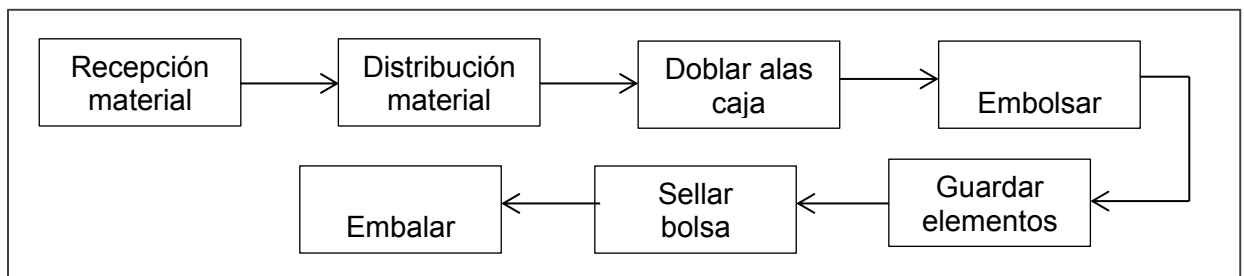 Recepción
material
Distribución
material
Doblar alas
caja
Embolsar
Guardar
elementos
Sellar
bolsa
Embalar